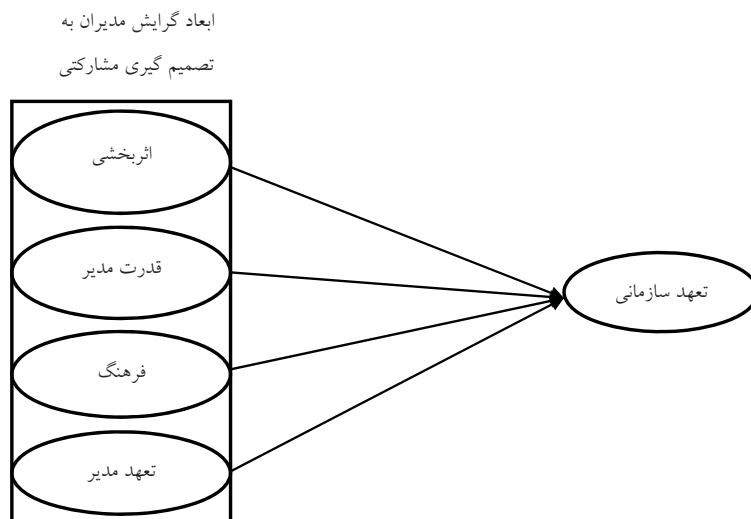 ابعاد گرایش مدیران به
تصمیم گیری مشارکتی
اثربخشی
قدرت مدیر
فرهنگ
تعهد مدیر
تعهد سازمانی